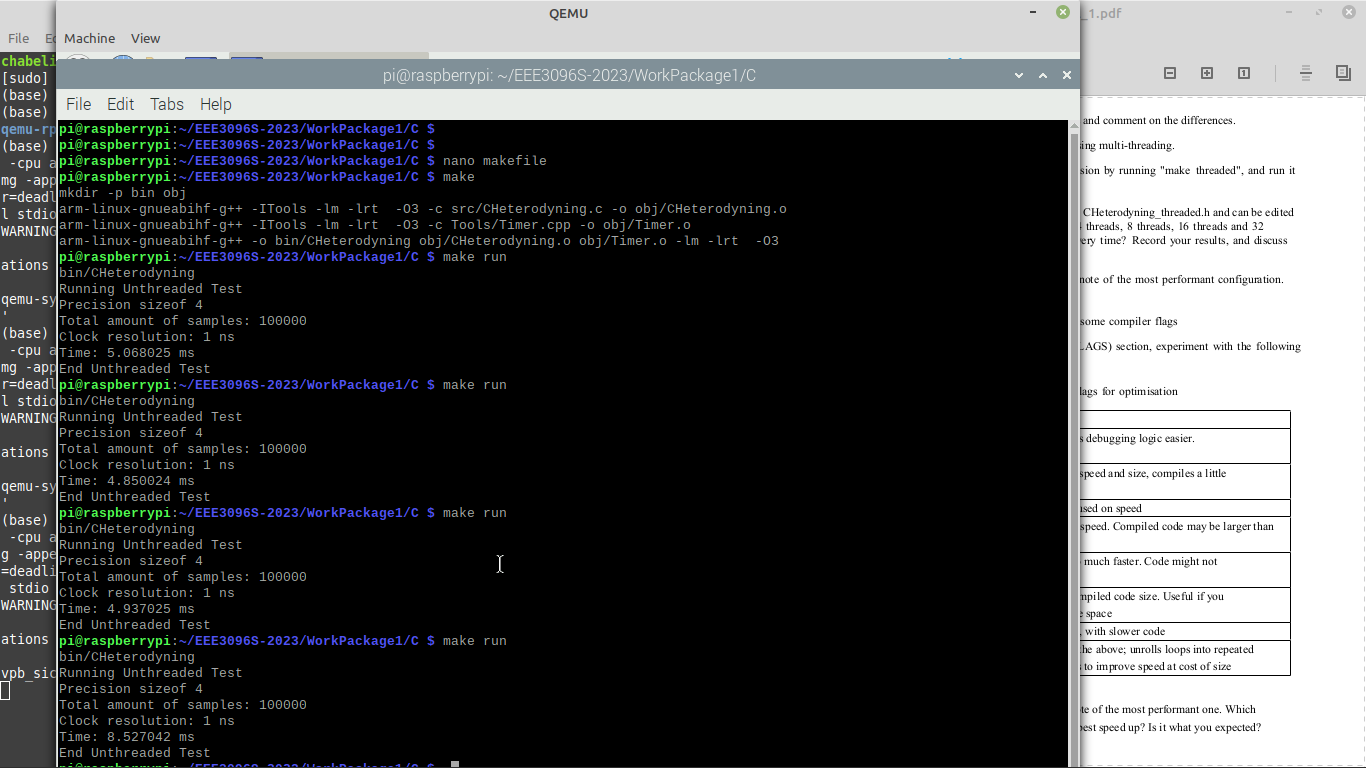 QEMU
_1.pdf
File
Machine View
pi@raspberrypi: ~/EEE3096S-2023/WorkPackage1/C
File Edit Tabs Help
pi@raspberrypi:~/EEE3096S-2023/WorkPackage1/C $
pi@raspberrypi:~/EEE3096S-2023/WorkPackage1/C $
pi@raspberrypi:~/EEE3096S-2023/WorkPackage1/C $ nano makefile
pi@raspberrypi:~/EEE3096S-2023/WorkPackage1/C $ make
mkdir -p bin obj
arm-linux-gnueabihf-g++ -ITools -lm -lrt  -O3 -c src/CHeterodyning.c -o obj/CHeterodyning.o
arm-linux-gnueabihf-g++ -ITools -lm -lrt  -O3 -c Tools/Timer.cpp -o obj/Timer.o
arm-linux-gnueabihf-g++ -o bin/CHeterodyning obj/CHeterodyning.o obj/Timer.o -lm -lrt  -O3
pi@raspberrypi:~/EEE3096S-2023/WorkPackage1/C $ make run
bin/CHeterodyning
Running Unthreaded Test
Precision sizeof 4
Total amount of samples: 100000
Clock resolution: 1 ns
Time: 5.068025 ms
End Unthreaded Test
pi@raspberrypi:~/EEE3096S-2023/WorkPackage1/C $ make run
bin/CHeterodyning
Running Unthreaded Test
Precision sizeof 4
Total amount of samples: 100000
Clock resolution: 1 ns
Time: 4.850024 ms
End Unthreaded Test
pi@raspberrypi:~/EEE3096S-2023/WorkPackage1/C $ make run
bin/CHeterodyning
Running Unthreaded Test
Precision sizeof 4
Total amount of samples: 100000
Clock resolution: 1 ns
Time: 4.937025 ms
End Unthreaded Test
pi@raspberrypi:~/EEE3096S-2023/WorkPackage1/C $ make run
bin/CHeterodyning
Running Unthreaded Test
Precision sizeof 4
Total amount of samples: 100000
Clock resolution: 1 ns
Time: 8.527042 ms
End Unthreaded Test
chabeli
[sudo]
(base)
(base)
qemu-rp
(base)
-cpu a
mg -app
r=deadl
l stdio
WARNING
ations
qemu-sy
'
(base)
-cpu a
mg -app
r=deadl
l stdio
WARNING
ations
qemu-sy
'
(base)
-cpu a
g -appe
=deadli
stdio
WARNING
ations
vpb_sic
and comment on the differences.
sing multi-threading.
sion by running "make threaded", and run it
CHeterodyning_threaded.h and can be edited
threads, 8 threads, 16 threads and 32
ery time? Record your results, and discuss
note of the most performant configuration.
some compiler flags
LAGS) section, experiment with the following
lags for optimisation
s debugging logic easier.
speed and size, compiles a little
used on speed
speed. Compiled code may be larger than
much faster. Code might not
mpiled code size. Useful if you
e space
, with slower code
the above; unrolls loops into repeated
s to improve speed at cost of size
te of the most performant one. Which
best speed up? Is it what you expected?